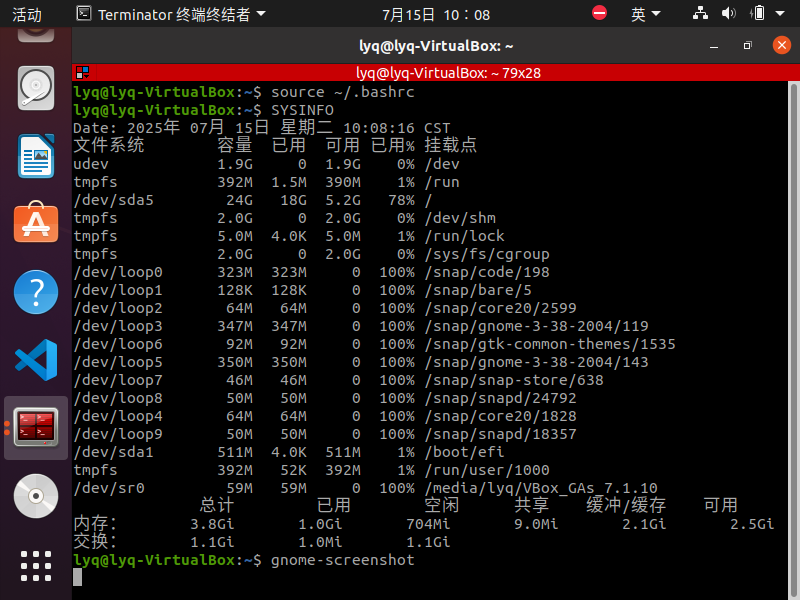 活动 Terminator 终端终结者 7月15日 10：08 英
lyq@lyq-VirtualBox: ~
lyq@lyq-VirtualBox: ~ 79x28
lyq@lyq-VirtualBox:~$ source ~/.bashrc
lyq@lyq-VirtualBox:~$ SYSINFO
Date: 2025年 07月 15日 星期二 10:08:16 CST
文件系统        容量  已用  可用 已用% 挂载点
udev            1.9G     0  1.9G    0% /dev
tmpfs           392M  1.5M  390M    1% /run
/dev/sda5        24G   18G  5.2G   78% /
tmpfs           2.0G     0  2.0G    0% /dev/shm
tmpfs           5.0M  4.0K  5.0M    1% /run/lock
tmpfs           2.0G     0  2.0G    0% /sys/fs/cgroup
/dev/loop0      323M  323M     0  100% /snap/code/198
/dev/loop1      128K  128K     0  100% /snap/bare/5
/dev/loop2       64M   64M     0  100% /snap/core20/2599
/dev/loop3      347M  347M     0  100% /snap/gnome-3-38-2004/119
/dev/loop6       92M   92M     0  100% /snap/gtk-common-themes/1535
/dev/loop5      350M  350M     0  100% /snap/gnome-3-38-2004/143
/dev/loop7       46M   46M     0  100% /snap/snap-store/638
/dev/loop8       50M   50M     0  100% /snap/snapd/24792
/dev/loop4       64M   64M     0  100% /snap/core20/1828
/dev/loop9       50M   50M     0  100% /snap/snapd/18357
/dev/sda1       511M  4.0K  511M    1% /boot/efi
tmpfs           392M   52K  392M    1% /run/user/1000
/dev/sr0         59M   59M     0  100% /media/lyq/VBox_GAs_7.1.10
              总计         已用        空闲      共享    缓冲/缓存    可用
内存：        3.8Gi       1.0Gi       704Mi       9.0Mi       2.1Gi       2.5Gi
交换：        1.1Gi       1.0Mi       1.1Gi
lyq@lyq-VirtualBox:~$ gnome-screenshot